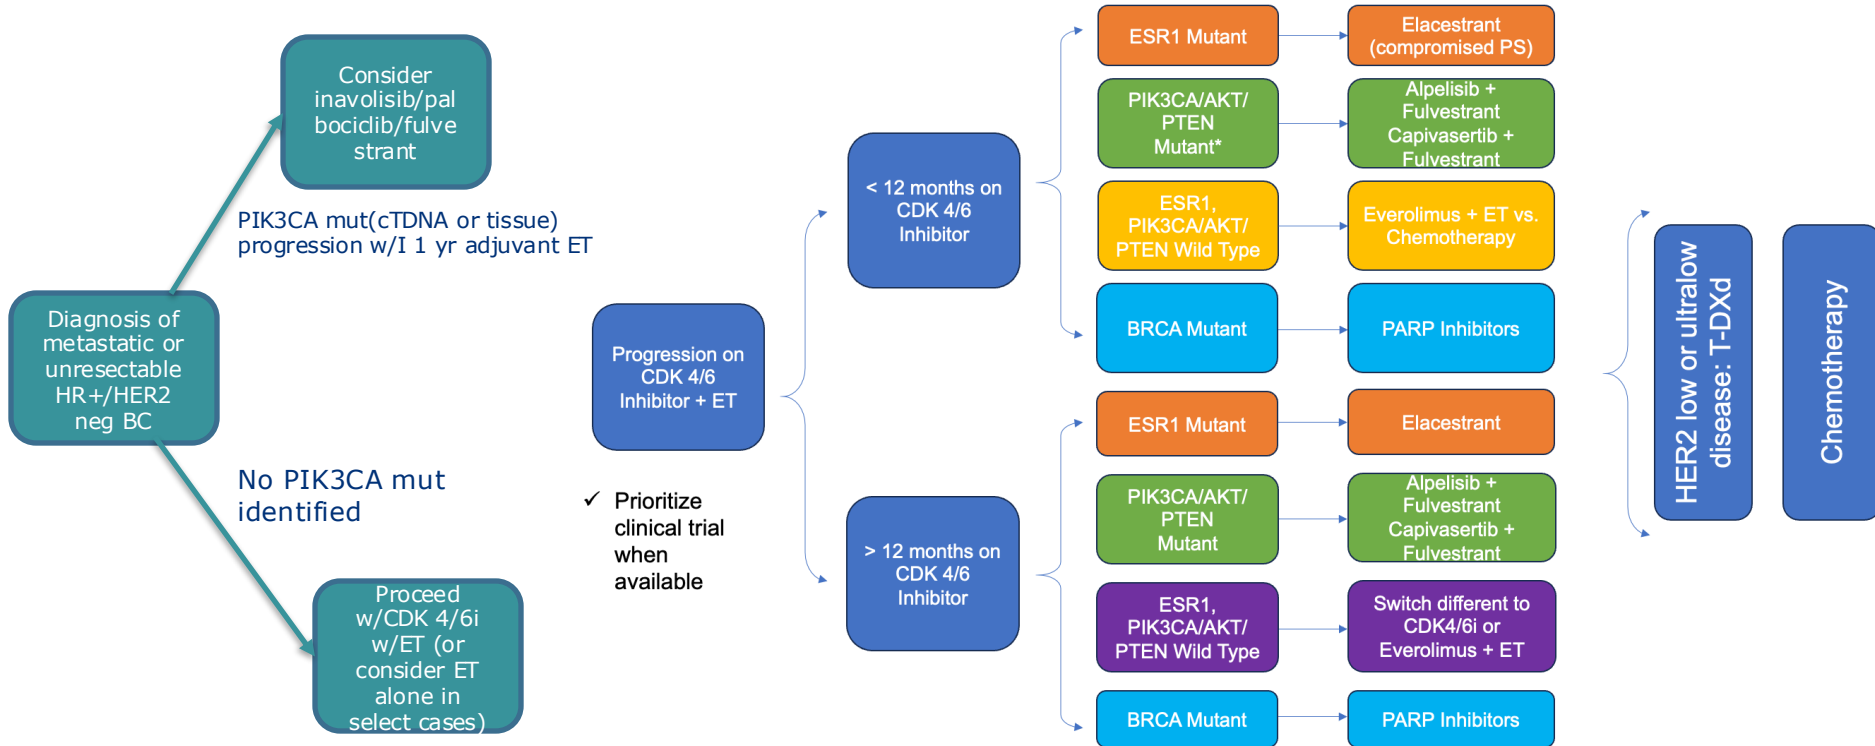 Consider
inavolisib/pal
bociclib/fulve
strant
PIK3CA mut(cTDNA or tissue)
progression w/I 1 yr adjuvant ET
Diagnosis of
metastatic or
unresectable
HR+/HER2
neg BC
No PIK3CA mut
identified
Proceed
w/CDK 4/6i
w/ET (or
consider ET
alone in
select cases)
Progression on
CDK 4/6
Inhibitor + ET
✓ Prioritize
clinical trial
when
available
< 12 months on
CDK 4/6
Inhibitor
ESR1 Mutant
Elacestrant
(compromised PS)
PIK3CA/AKT/
PTEN
Mutant*
Alpelisib +
Fulvestrant
Capivasertib +
Fulvestrant
ESR1,
PIK3CA/AKT/
PTEN Wild Type
Everolimus + ET vs.
Chemotherapy
BRCA Mutant
PARP Inhibitors
> 12 months on
CDK 4/6
Inhibitor
ESR1 Mutant
Elacestrant
PIK3CA/AKT/
PTEN
Mutant
Alpelisib +
Fulvestrant
Capivasertib +
Fulvestrant
ESR1,
PIK3CA/AKT/
PTEN Wild Type
Switch different to
CDK4/6i or
Everolimus + ET
BRCA Mutant
PARP Inhibitors
HER2 low or ultralow
disease: T-DXd
Chemotherapy